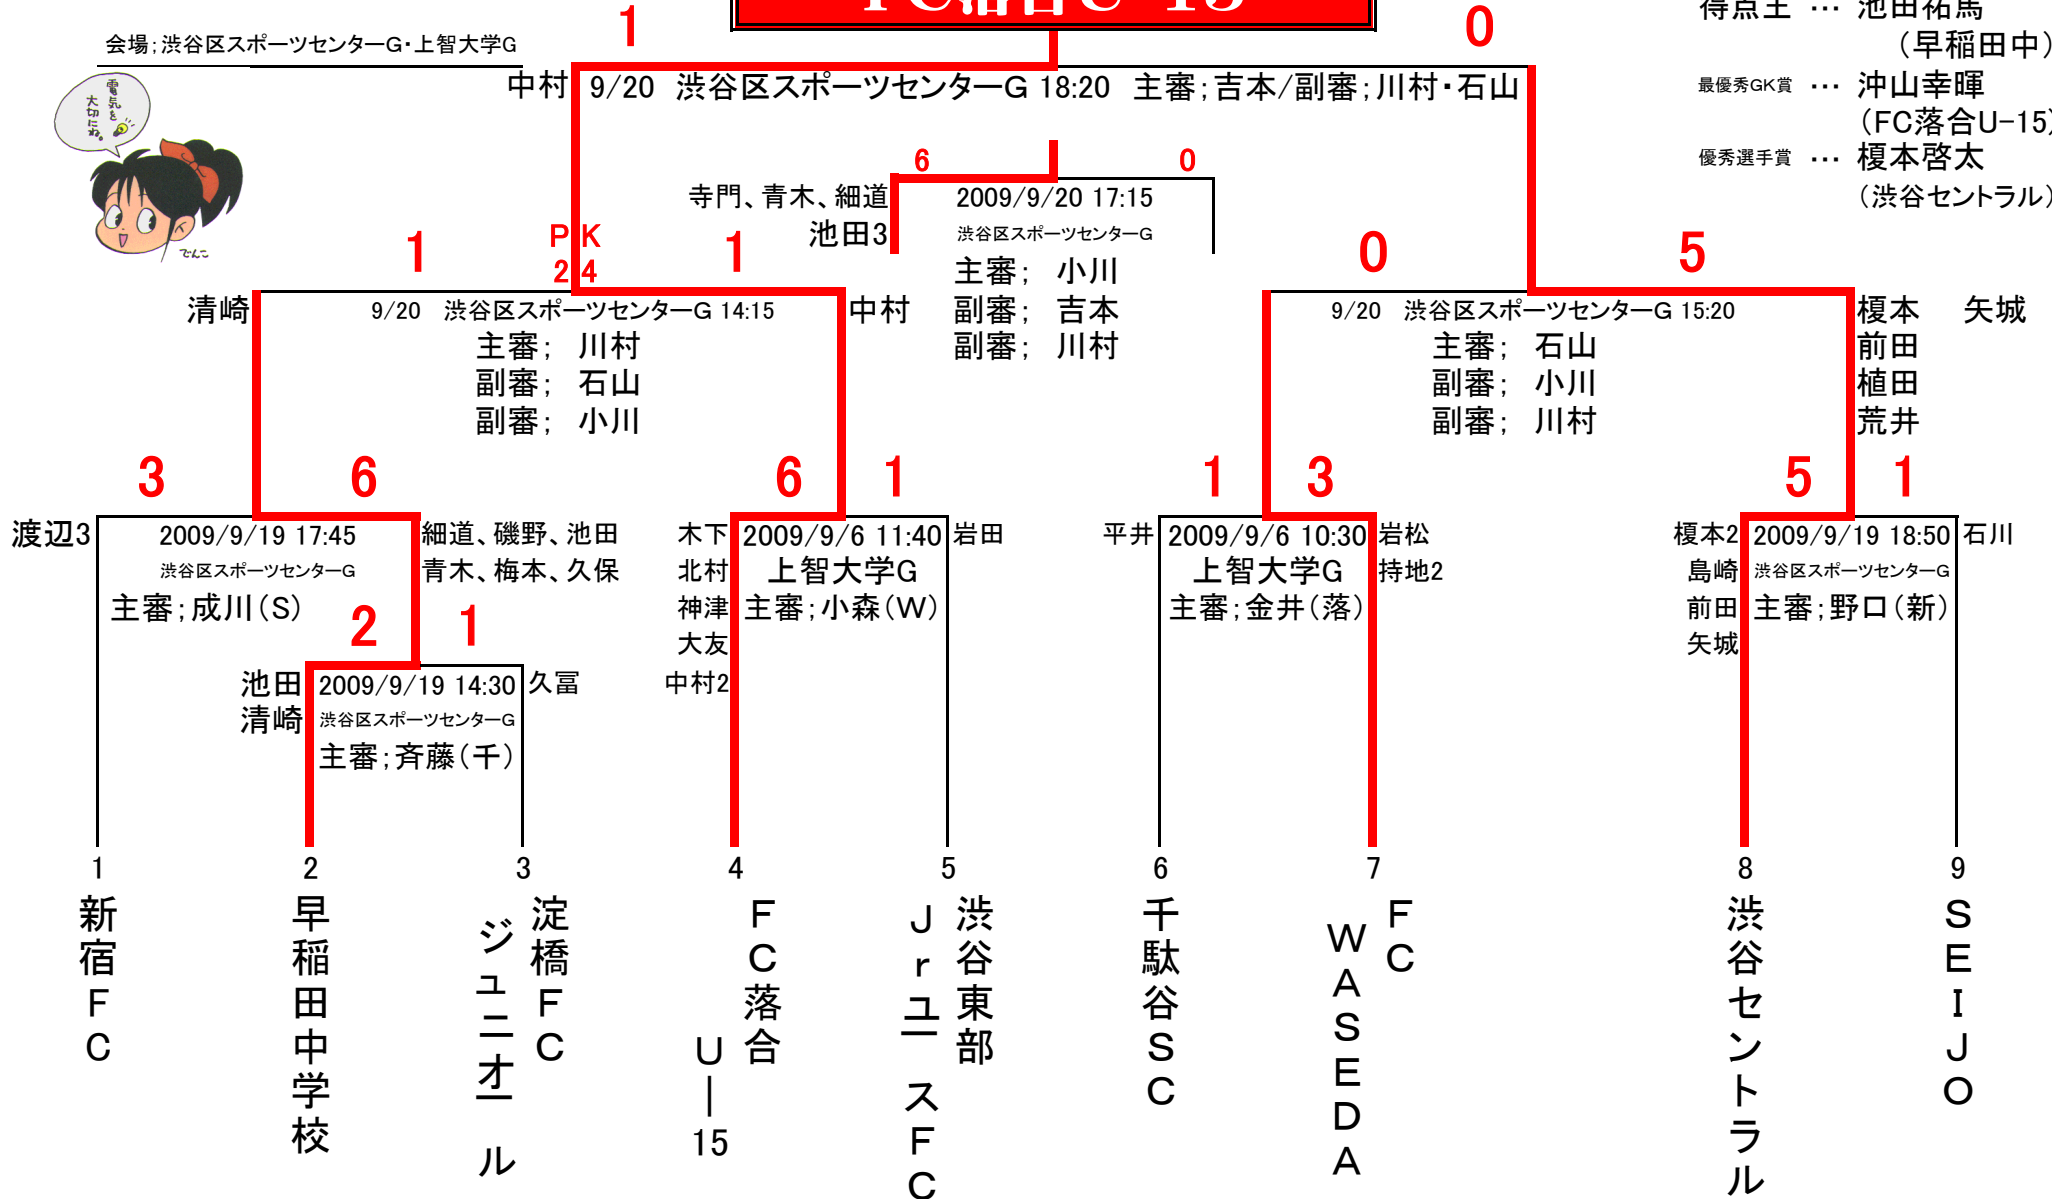 FC落合U-15
得点王 … 池田祐馬
(早稲田中)
最優秀GK賞 … 沖山幸暉
(FC落合U-15)
優秀選手賞 … 榎本啓太
(渋谷セントラル)
会場;渋谷区スポーツセンターG・上智大学G
電気を
大切にね。
でんこ
1 0
中村 9/20 渋谷区スポーツセンターG 18:20 主審;吉本/副審;川村・石山
6 0
寺門、青木、細道 2009/9/20 17:15
池田3 渋谷区スポーツセンターG
主審; 小川
副審; 吉本
副審; 川村
1 PK 1
2 4
清崎 9/20 渋谷区スポーツセンターG 14:15 中村
主審; 川村
副審; 石山
副審; 小川
0 5
9/20 渋谷区スポーツセンターG 15:20 榎本 矢城
主審; 石山 前田
副審; 小川 植田
副審; 川村 荒井
3 6
渡辺3 2009/9/19 17:45 細道、磯野、池田
渋谷区スポーツセンターG 青木、梅本、久保
主審;成川(S)
2 1
池田 2009/9/19 14:30 久冨
清崎 渋谷区スポーツセンターG
主審;斉藤(千)
6 1
木下 2009/9/6 11:40 岩田
北村 上智大学G
神津 主審;小森(W)
大友
中村2
1 3
平井 2009/9/6 10:30 岩松
上智大学G 持地2
主審;金井(落)
5 1
榎本2 2009/9/19 18:50 石川
島崎 渋谷区スポーツセンターG
前田 主審;野口(新)
矢城
1
新宿FC
2
早稲田中学校
3
淀橋FC
ジュニオール
4
FC落合
U—15
5
渋谷東部
JrユースFC
6
千駄谷SC
7
FC
WASEDA
8
渋谷セントラル
9
SEIJO